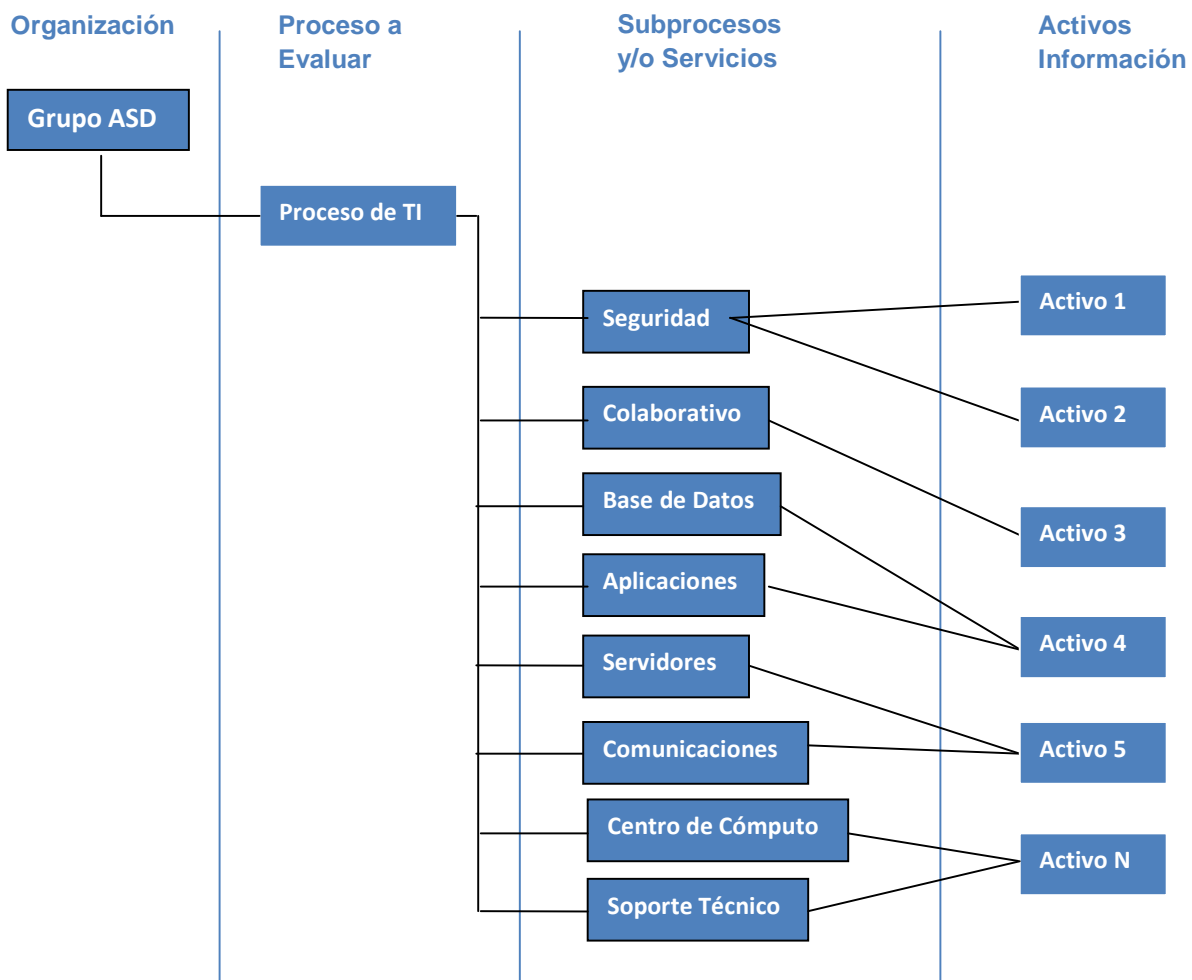 Organización
Proceso a
Evaluar
Subprocesos
y/o Servicios
Activos
Información
Grupo ASD
Proceso de TI
Seguridad
Colaborativo
Base de Datos
Aplicaciones
Servidores
Comunicaciones
Centro de Cómputo
Soporte Técnico
Activo 1
Activo 2
Activo 3
Activo 4
Activo 5
Activo N